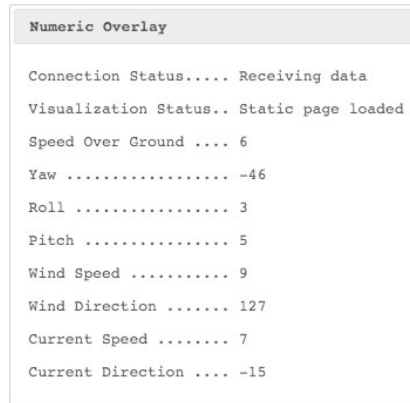 Numeric Overlay
Connection Status..... Receiving data
Visualization Status.. Static page loaded
Speed Over Ground .... 6
Yaw .................. -46
Roll ................. 3
Pitch ................ 5
Wind Speed ........... 9
Wind Direction ....... 127
Current Speed ........ 7
Current Direction .... -15